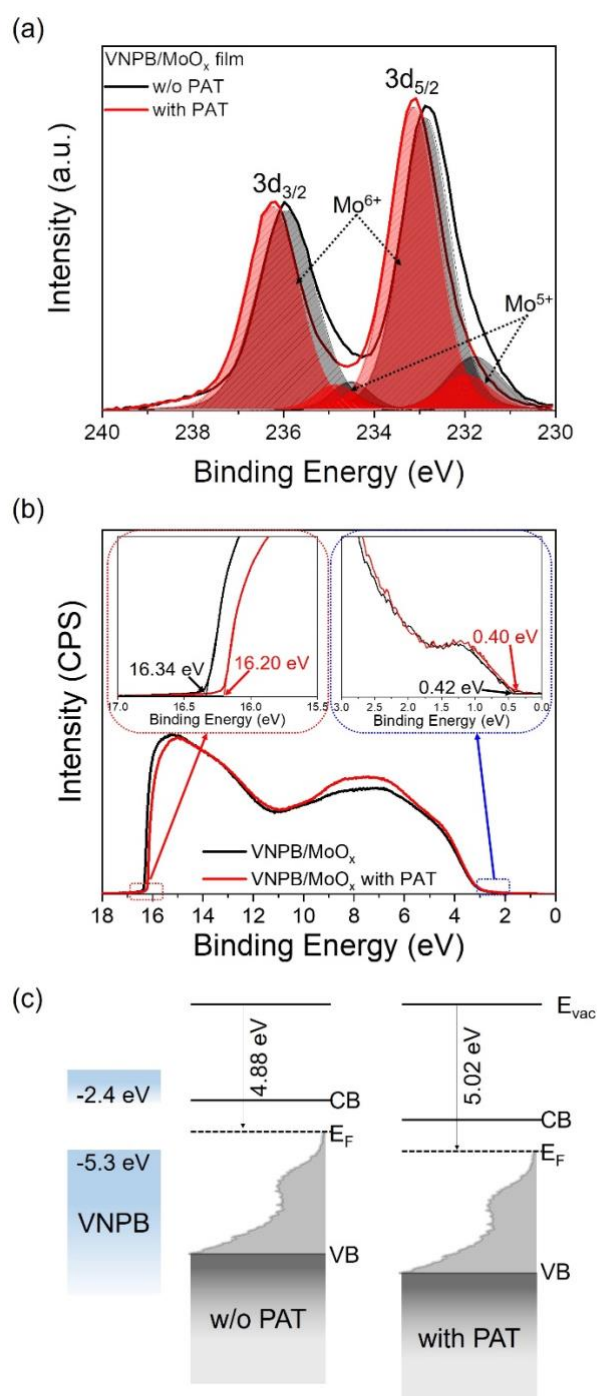 (a)
VNPB/MoOₓ film
w/o PAT
with PAT
3d₅/₂
3d₃/₂
Mo⁶⁺
Mo⁵⁺
Intensity (a.u.)
240 238 236 234 232 230
Binding Energy (eV)
(b)
16.34 eV
16.20 eV
17.0 16.5 16.0 15.5
Binding Energy (eV)
0.40 eV
0.42 eV
3.0 2.5 2.0 1.5 1.0 0.5 0.0
Binding Energy (eV)
Intensity (CPS)
VNPB/MoOₓ
VNPB/MoOₓ with PAT
18 16 14 12 10 8 6 4 2 0
Binding Energy (eV)
(c)
Eᵥₐc
4.88 eV
5.02 eV
-2.4 eV
CB
CB
E_F
E_F
-5.3 eV
VNPB
VB
VB
w/o PAT
with PAT